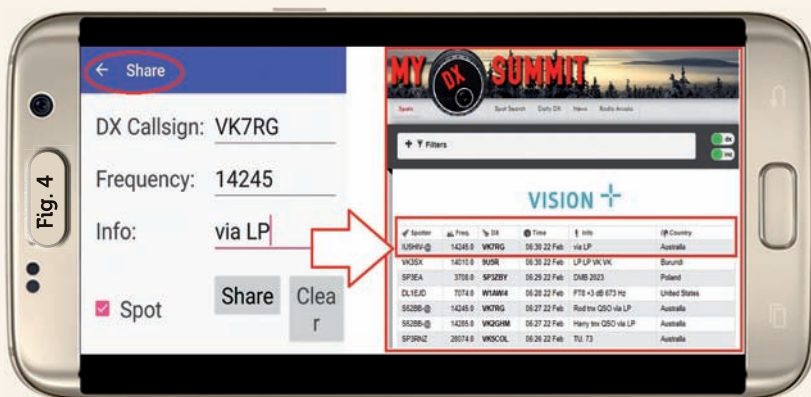 Fig. 4
← Share
DX Callsign: VK7RG
Frequency: 14245
Info: via LP
Spot
Share
Clea
r
MY DX SUMMIT
Spots Spot Search Daily DX News Radio Arcala
+ Filters
dx
VISION +
Spotter Freq. DX Time Info Country
IU5HIV-@ 14245.0 VK7RG 06:30 22 Feb via LP Australia
VK3SX 14010.0 9U5R 06:30 22 Feb LP LP VK VK Burundi
SP3EA 3708.0 SP3ZBY 06:29 22 Feb DMB 2023 Poland
DL1EJD 7074.0 W1AW/4 06:28 22 Feb FT8 +3 dB 673 Hz United States
S52BB-@ 14245.0 VK7RG 06:27 22 Feb Rod tnx QSO via LP Australia
S52BB-@ 14285.0 VK2GHM 06:27 22 Feb Harry tnx QSO via LP Australia
SP3RNZ 28074.0 VK5COL 06:26 22 Feb TU. 73 Australia